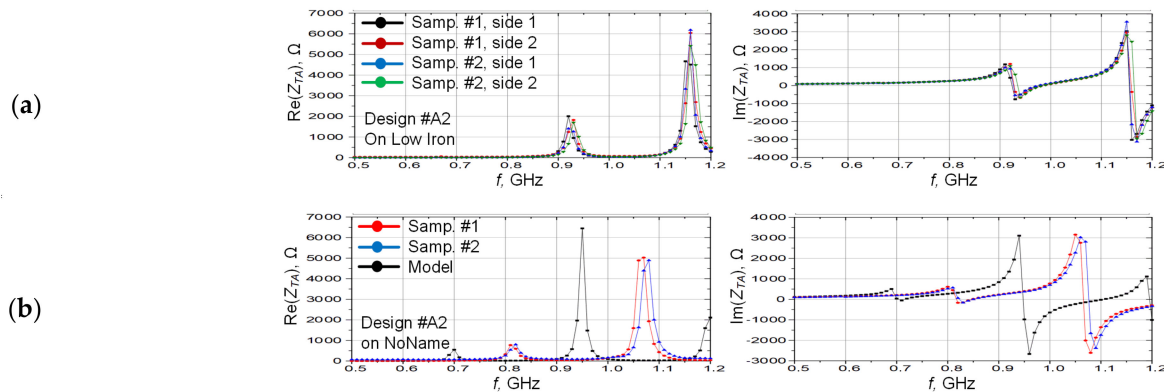 (a)
Re(Z_TA), Ω
7000
6000
5000
4000
3000
2000
1000
0
Samp. #1, side 1
Samp. #1, side 2
Samp. #2, side 1
Samp. #2, side 2
Design #A2
On Low Iron
0.5 0.6 0.7 0.8 0.9 1.0 1.1 1.2
f, GHz
Im(Z_TA), Ω
4000
3000
2000
1000
0
-1000
-2000
-3000
-4000
0.5 0.6 0.7 0.8 0.9 1.0 1.1 1.2
f, GHz
(b)
Re(Z_TA), Ω
7000
6000
5000
4000
3000
2000
1000
0
Samp. #1
Samp. #2
Model
Design #A2
on NoName
0.5 0.6 0.7 0.8 0.9 1.0 1.1 1.2
f, GHz
Im(Z_TA), Ω
4000
3000
2000
1000
0
-1000
-2000
-3000
0.5 0.6 0.7 0.8 0.9 1.0 1.1 1.2
f, GHz